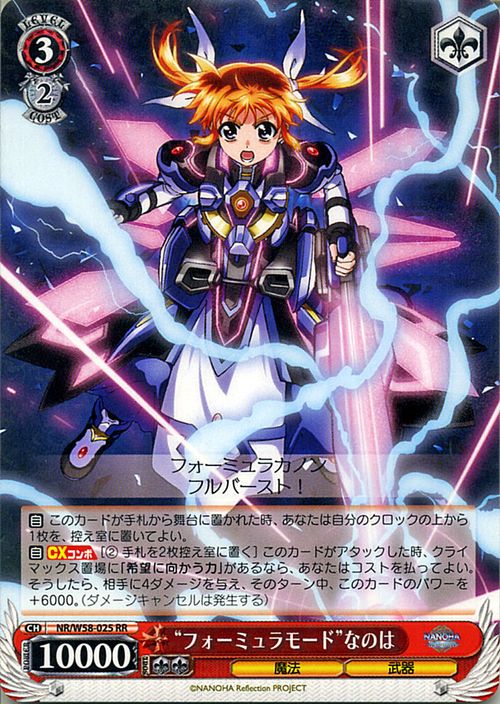 LEVEL
3
2
COST
フォーミュラカノン
フルバースト！
自 このカードが手札から舞台に置かれた時、あなたは自分のクロックの上から
1枚を、控え室に置いてよい。
自 CXコンボ ［② 手札を2枚控え室に置く］ このカードがアタックした時、クライ
マックス置場に「希望に向かう力」があるなら、あなたはコストを払ってよい。
そうしたら、相手に4ダメージを与え、そのターン中、このカードのパワーを
＋6000。（ダメージキャンセルは発生する）
CH NR/W58-025 RR
POWER 10000 SOUL
“フォーミュラモード”なのは
NANOHA
魔法 武器
©NANOHA Reflection PROJECT